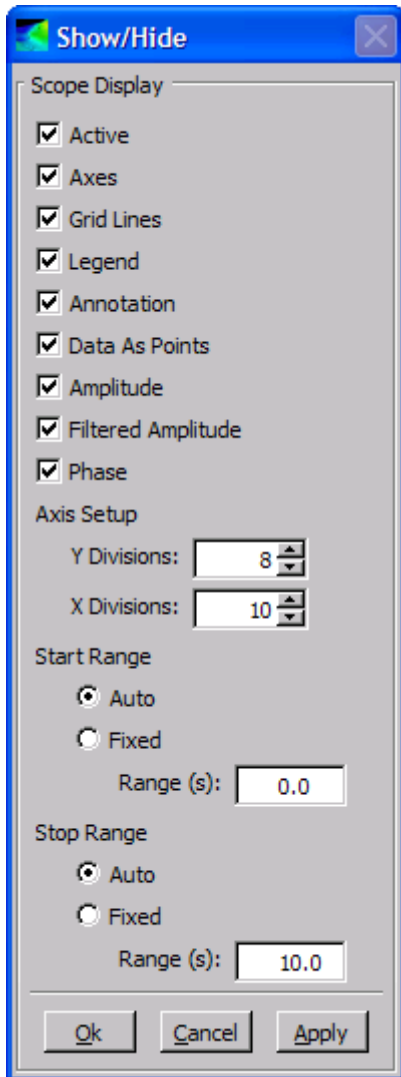 Show/Hide
Scope Display
Active
Axes
Grid Lines
Legend
Annotation
Data As Points
Amplitude
Filtered Amplitude
Phase
Axis Setup
Y Divisions: 8
X Divisions: 10
Start Range
Auto
Fixed
Range (s): 0.0
Stop Range
Auto
Fixed
Range (s): 10.0
Ok Cancel Apply